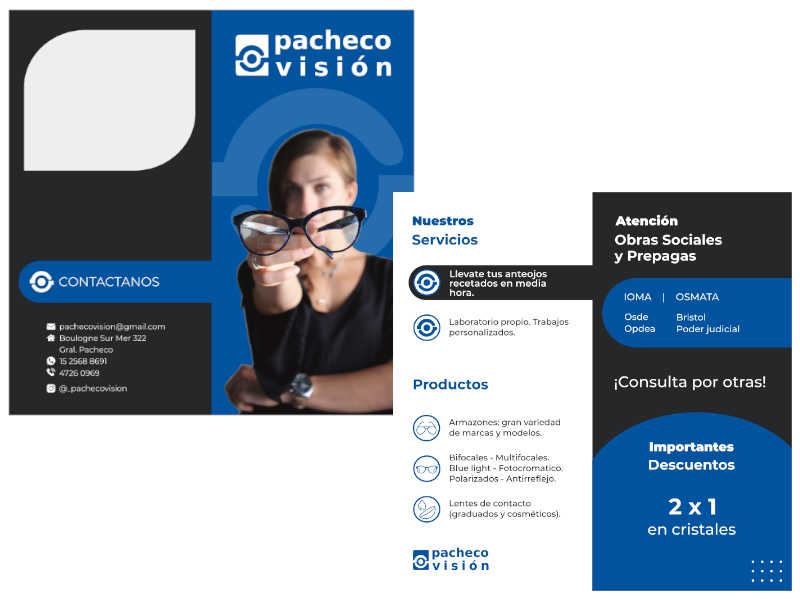 pacheco
visión
CONTACTANOS
pachecovision@gmail.com
Boulogne Sur Mer 322
Gral. Pacheco
15 2568 8691
4726 0969
@_pachecovision
Nuestros
Servicios
Llevate tus anteojos
recetados en media
hora.
Laboratorio propio. Trabajos
personalizados.
Productos
Armazones: gran variedad
de marcas y modelos.
Bifocales - Multifocales.
Blue light - Fotocromatico.
Polarizados - Antirreflejo.
Lentes de contacto
(graduados y cosméticos).
pacheco
visión
Atención
Obras Sociales
y Prepagas
IOMA | OSMATA
Osde Bristol
Opdea Poder judicial
¡Consulta por otras!
Importantes
Descuentos
2 x 1
en cristales